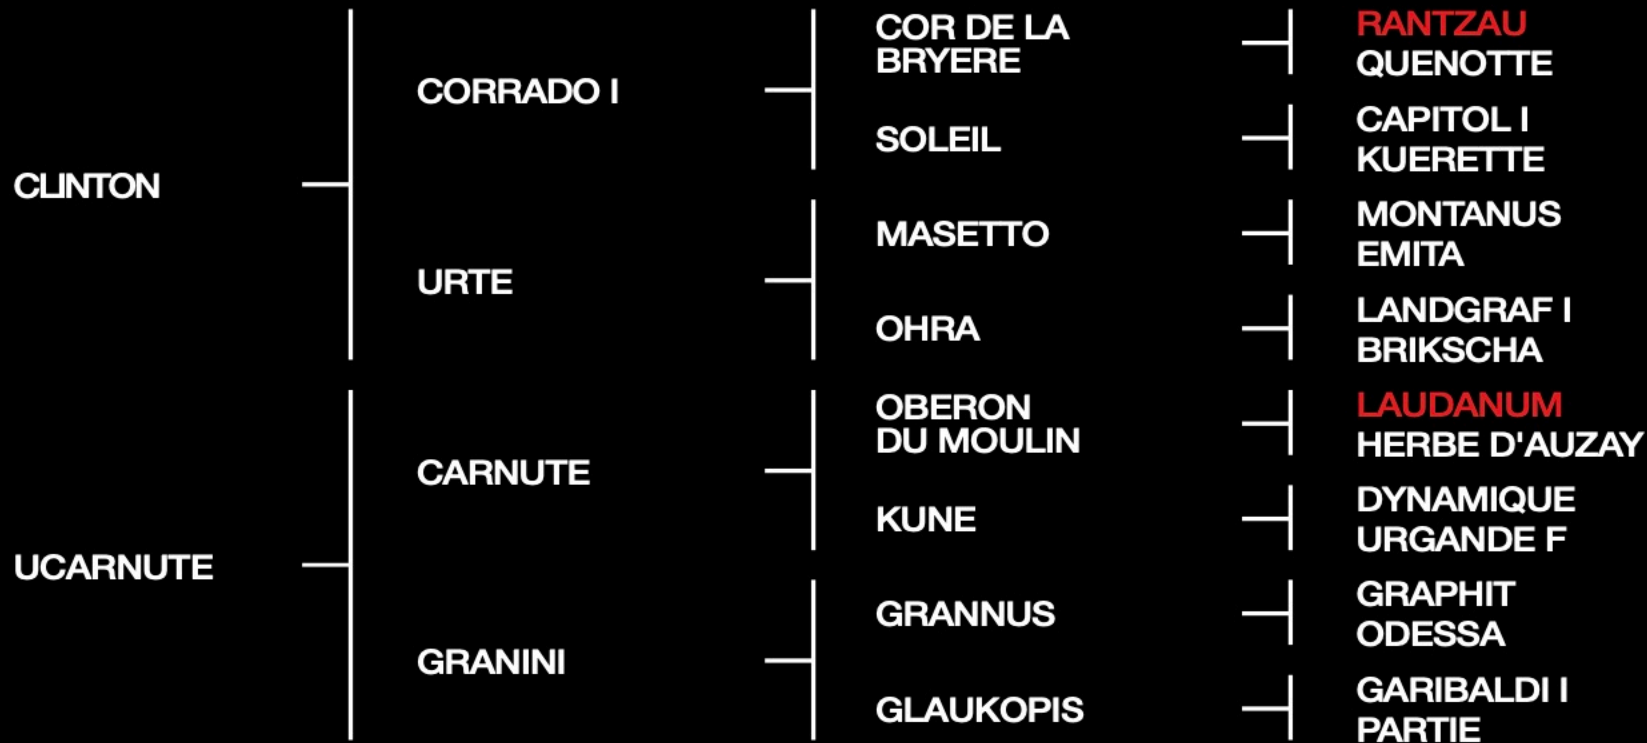 CLINTON
CORRADO I
COR DE LA
BRYERE
RANTZAU
QUENOTTE
SOLEIL
CAPITOL I
KUERETTE
URTE
MASETTO
MONTANUS
EMITA
OHRA
LANDGRAF I
BRIKSCHA
UCARNUTE
CARNUTE
OBERON
DU MOULIN
LAUDANUM
HERBE D'AUZAY
KUNE
DYNAMIQUE
URGANDE F
GRANINI
GRANNUS
GRAPHIT
ODESSA
GLAUKOPIS
GARIBALDI I
PARTIE